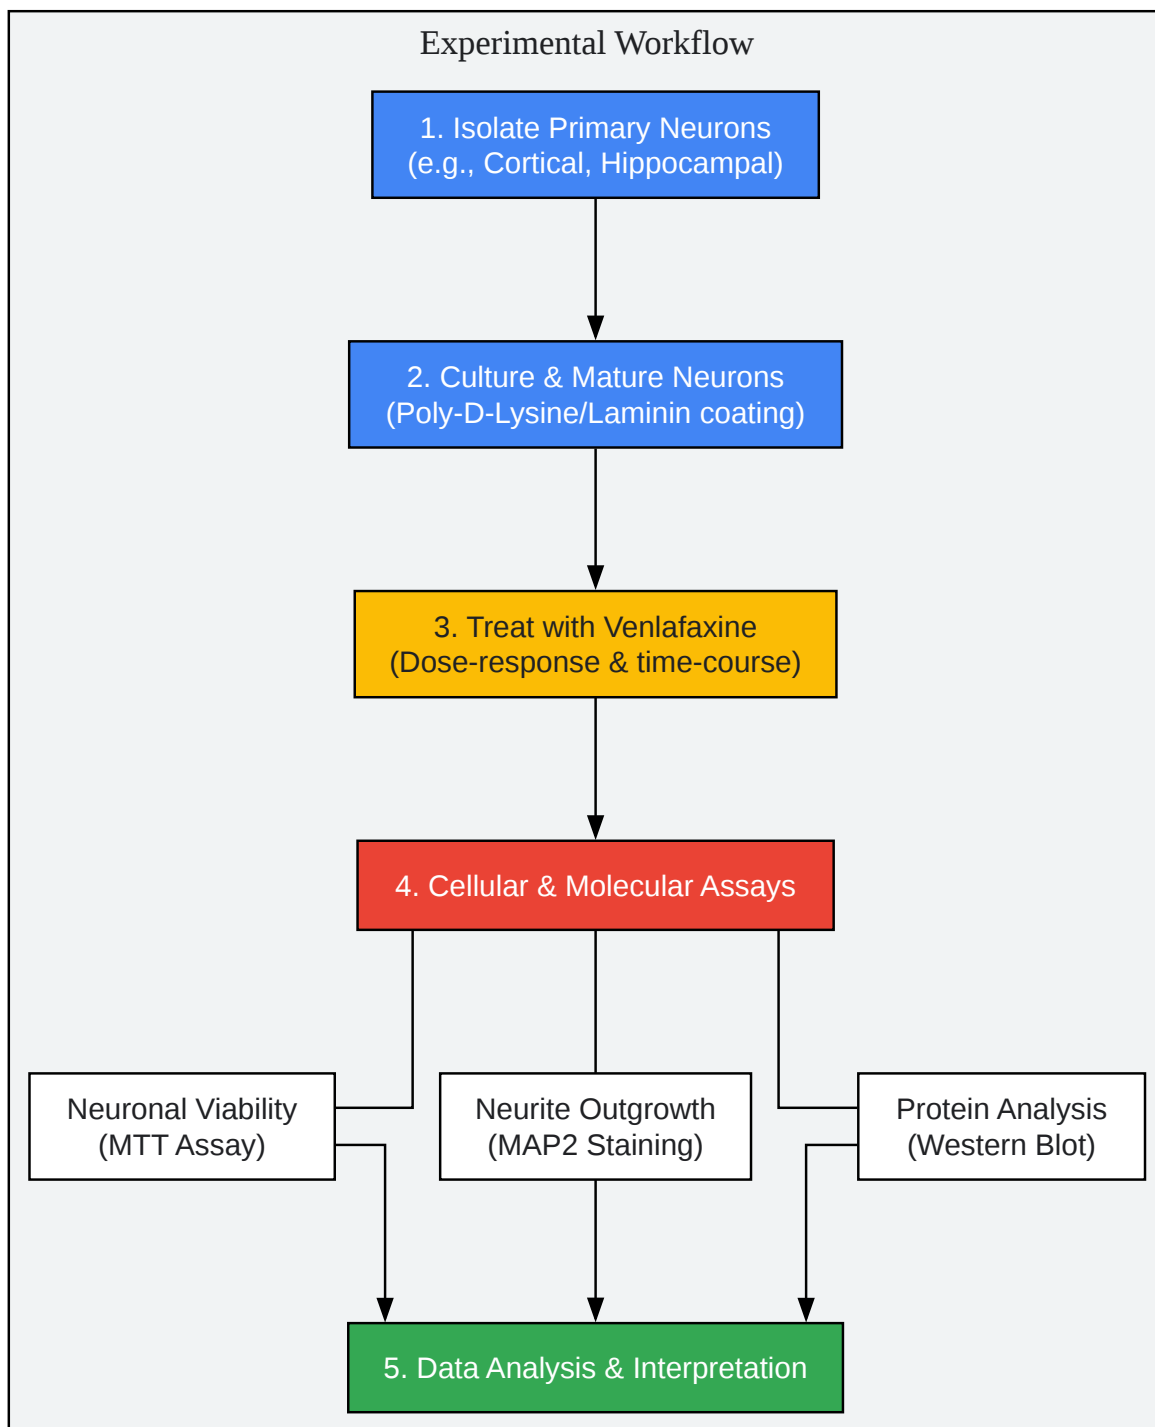 Experimental Workflow
1. Isolate Primary Neurons
(e.g., Cortical, Hippocampal)
2. Culture & Mature Neurons
(Poly-D-Lysine/Laminin coating)
3. Treat with Venlafaxine
(Dose-response & time-course)
4. Cellular & Molecular Assays
Neuronal Viability
(MTT Assay)
Neurite Outgrowth
(MAP2 Staining)
Protein Analysis
(Western Blot)
5. Data Analysis & Interpretation